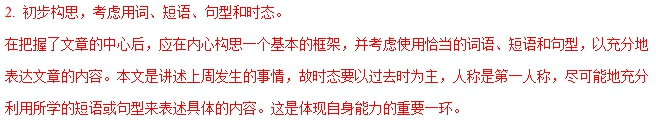 2. 初步构思，考虑用词、短语、句型和时态。
在把握了文章的中心后，应在内心构思一个基本的框架，并考虑使用恰当的词语、短语和句型，以充分地
表达文章的内容。本文是讲述上周发生的事情，故时态要以过去时为主，人称是第一人称，尽可能地充分
利用所学的短语或句型来表述具体的内容。这是体现自身能力的重要一环。